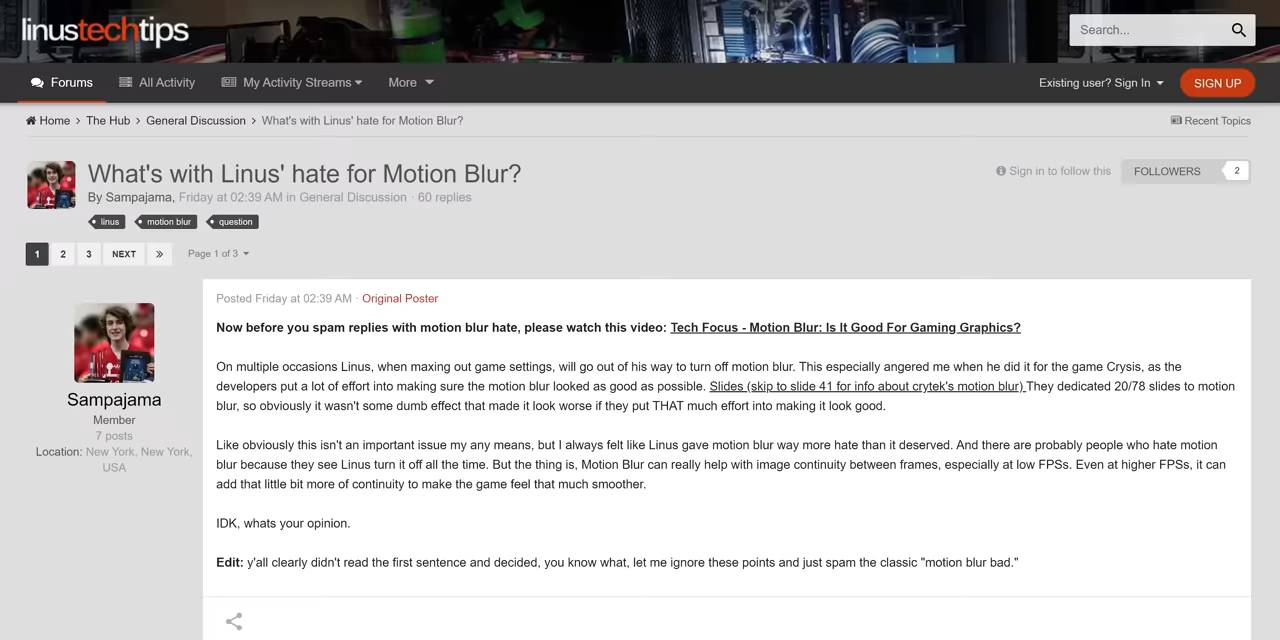 linustechtips
Search...
Forums
All Activity
My Activity Streams
More
Existing user? Sign In
SIGN UP
Home > The Hub > General Discussion > What's with Linus' hate for Motion Blur?
Recent Topics
What's with Linus' hate for Motion Blur?
By Sampajama, Friday at 02:39 AM in General Discussion · 60 replies
Sign in to follow this
FOLLOWERS
2
linus
motion blur
question
1
2
3
NEXT
»
Page 1 of 3
Sampajama
Member
7 posts
Location: New York, New York,
USA
Posted Friday at 02:39 AM · Original Poster
Now before you spam replies with motion blur hate, please watch this video: Tech Focus - Motion Blur: Is It Good For Gaming Graphics?
On multiple occasions Linus, when maxing out game settings, will go out of his way to turn off motion blur. This especially angered me when he did it for the game Crysis, as the
developers put a lot of effort into making sure the motion blur looked as good as possible. Slides (skip to slide 41 for info about crytek's motion blur) They dedicated 20/78 slides to motion
blur, so obviously it wasn't some dumb effect that made it look worse if they put THAT much effort into making it look good.
Like obviously this isn't an important issue my any means, but I always felt like Linus gave motion blur way more hate than it deserved. And there are probably people who hate motion
blur because they see Linus turn it off all the time. But the thing is, Motion Blur can really help with image continuity between frames, especially at low FPSs. Even at higher FPSs, it can
add that little bit more of continuity to make the game feel that much smoother.
IDK, whats your opinion.
Edit: y'all clearly didn't read the first sentence and decided, you know what, let me ignore these points and just spam the classic "motion blur bad."